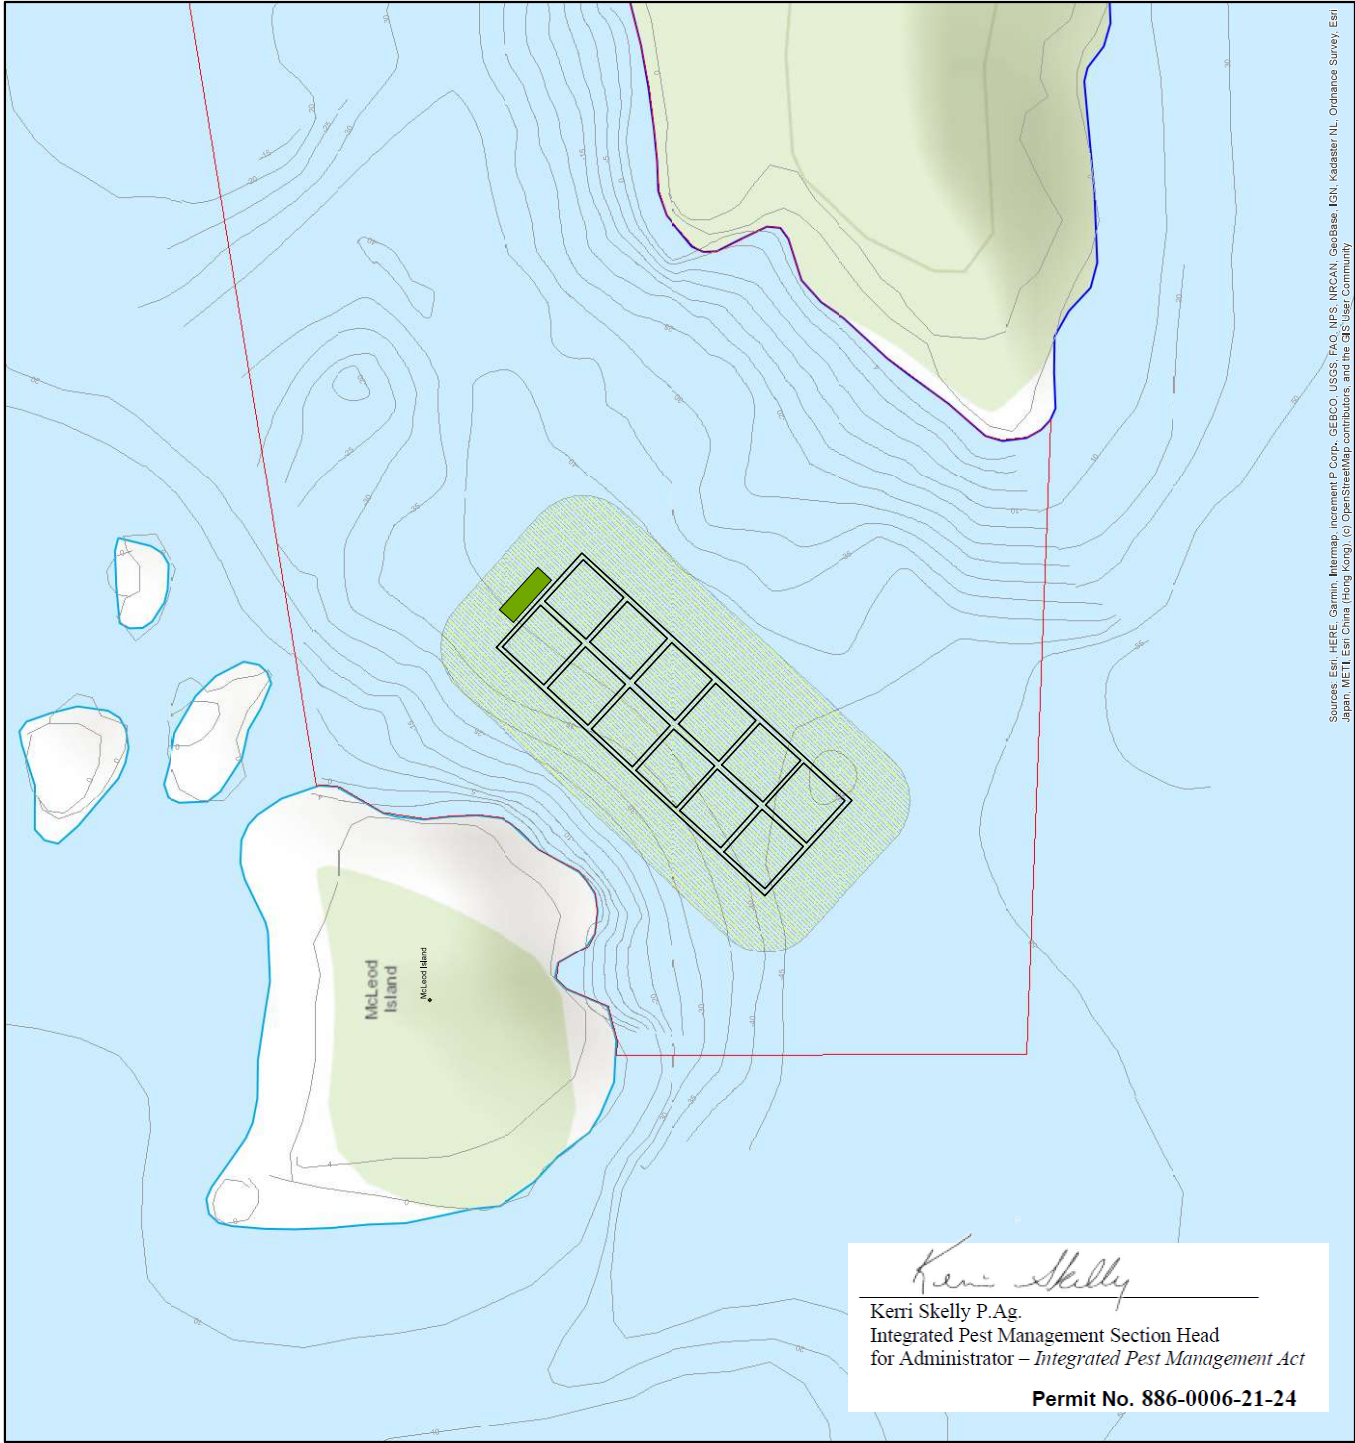 McLeod
Island
McLeod Island
Sources: Esri, HERE, Garmin, Intermap, increment P Corp., GEBCO, USGS, FAO, NPS, NRCAN, GeoBase, IGN, Kadaster NL, Ordnance Survey, Esri
Japan, METI, Esri China (Hong Kong), (c) OpenStreetMap contributors, and the GIS User Community
Kerri Skelly
Kerri Skelly P.Ag.
Integrated Pest Management Section Head
for Administrator – Integrated Pest Management Act
Permit No. 886-0006-21-24